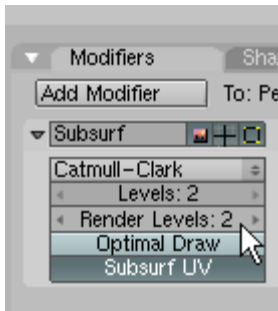 Modifiers Sha
Add Modifier To: Pe
Subsurf
Catmull-Clark
Levels: 2
Render Levels: 2
Optimal Draw
Subsurf UV